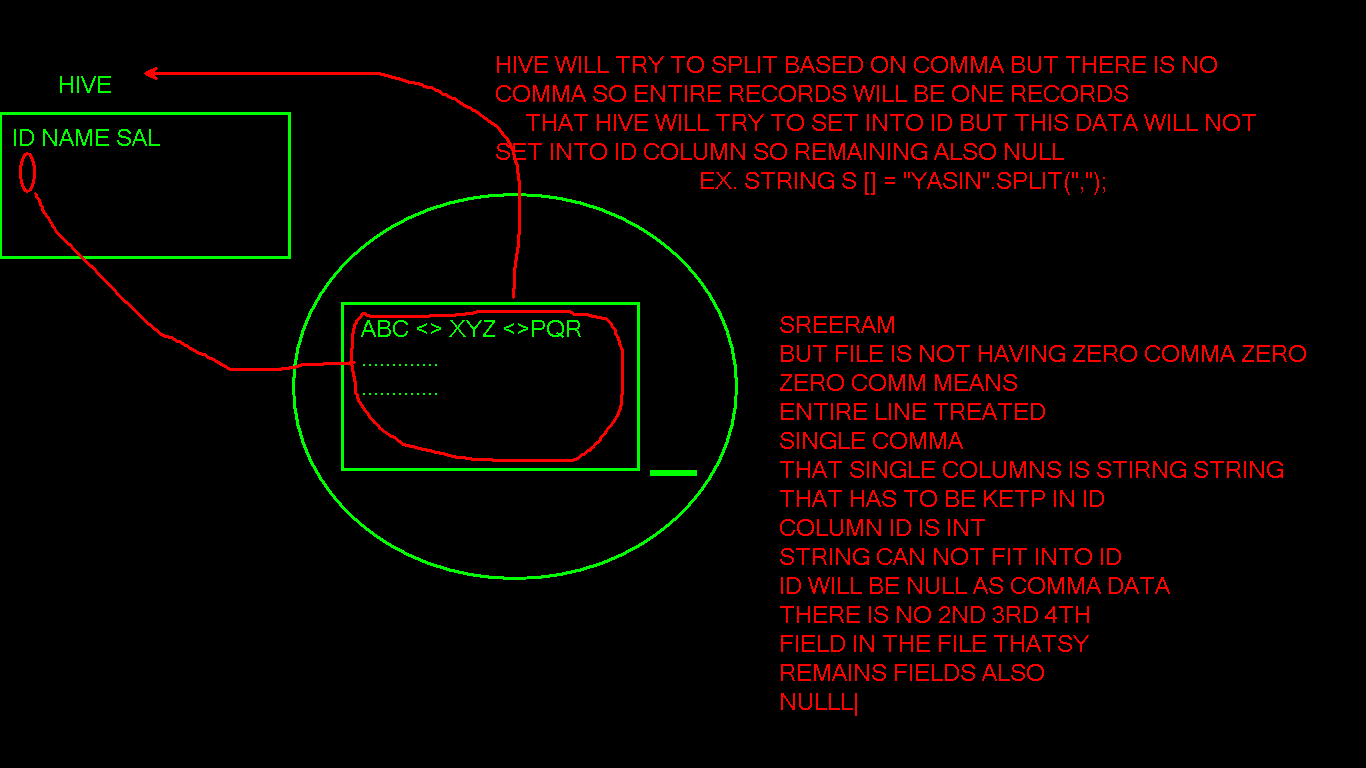 HIVE
ID NAME SAL
HIVE WILL TRY TO SPLIT BASED ON COMMA BUT THERE IS NO
COMMA SO ENTIRE RECORDS WILL BE ONE RECORDS
THAT HIVE WILL TRY TO SET INTO ID BUT THIS DATA WILL NOT
SET INTO ID COLUMN SO REMAINING ALSO NULL
EX. STRING S [] = "YASIN".SPLIT(",");
ABC <> XYZ <>PQR
.............
.............
SREERAM
BUT FILE IS NOT HAVING ZERO COMMA ZERO
ZERO COMM MEANS
ENTIRE LINE TREATED
SINGLE COMMA
THAT SINGLE COLUMNS IS STIRNG STRING
THAT HAS TO BE KETP IN ID
COLUMN ID IS INT
STRING CAN NOT FIT INTO ID
ID WILL BE NULL AS COMMA DATA
THERE IS NO 2ND 3RD 4TH
FIELD IN THE FILE THATSY
REMAINS FIELDS ALSO
NULLL|